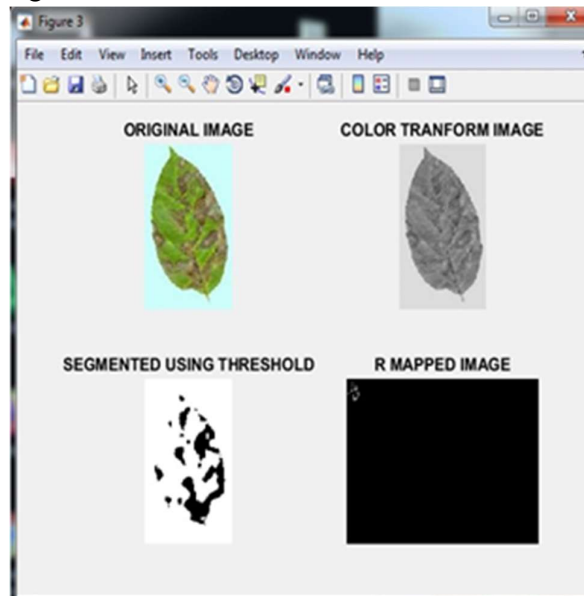 Figure 3
File Edit View Insert Tools Desktop Window Help
ORIGINAL IMAGE
COLOR TRANFORM IMAGE
SEGMENTED USING THRESHOLD
R MAPPED IMAGE